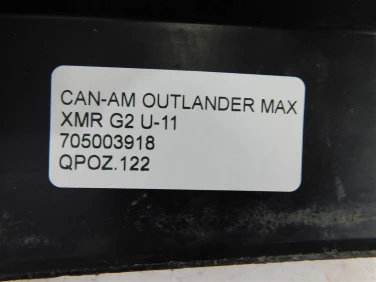 CAN-AM OUTLANDER MAX
XMR G2 U-11
705003918
QPOZ.122